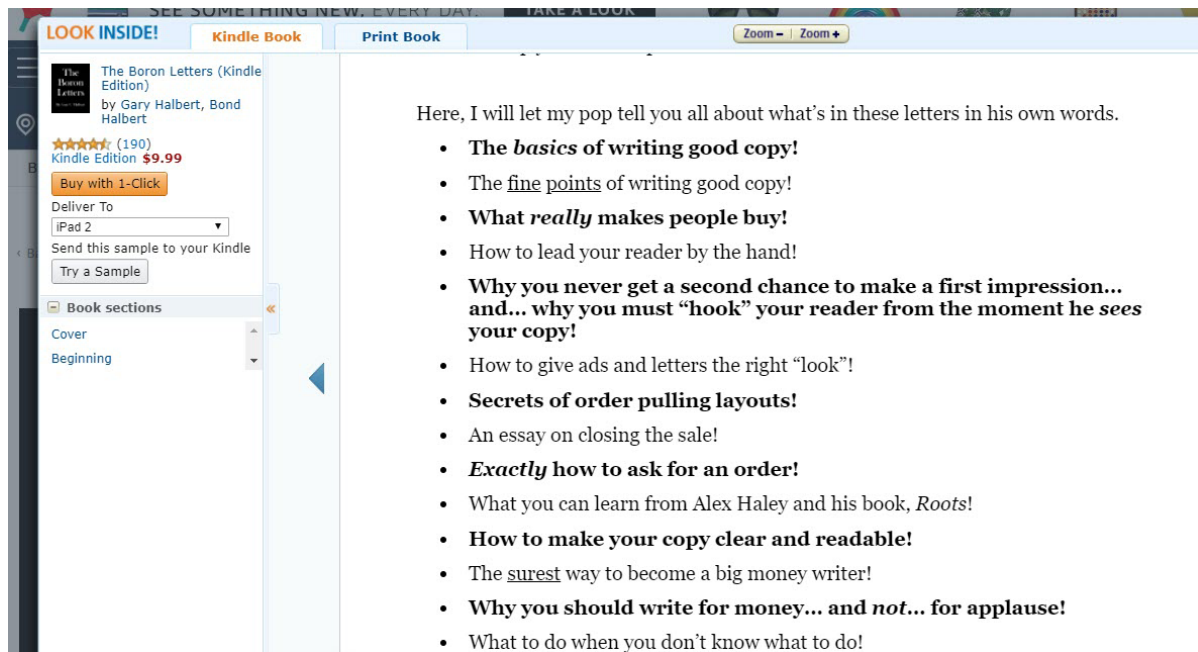 SEE SOMETHING NEW, EVERY DAY. TAKE A LOOK
LOOK INSIDE!
Kindle Book
Print Book
Zoom – | Zoom +
The Boron Letters
The Boron Letters (Kindle
Edition)
by Gary Halbert, Bond
Halbert
(190)
Kindle Edition $9.99
Buy with 1-Click
Deliver To
iPad 2
Send this sample to your Kindle
Try a Sample
Book sections
Cover
Beginning
Here, I will let my pop tell you all about what’s in these letters in his own words.
• The basics of writing good copy!
• The fine points of writing good copy!
• What really makes people buy!
• How to lead your reader by the hand!
• Why you never get a second chance to make a first impression…
and… why you must “hook” your reader from the moment he sees
your copy!
• How to give ads and letters the right “look”!
• Secrets of order pulling layouts!
• An essay on closing the sale!
• Exactly how to ask for an order!
• What you can learn from Alex Haley and his book, Roots!
• How to make your copy clear and readable!
• The surest way to become a big money writer!
• Why you should write for money… and not… for applause!
• What to do when you don’t know what to do!